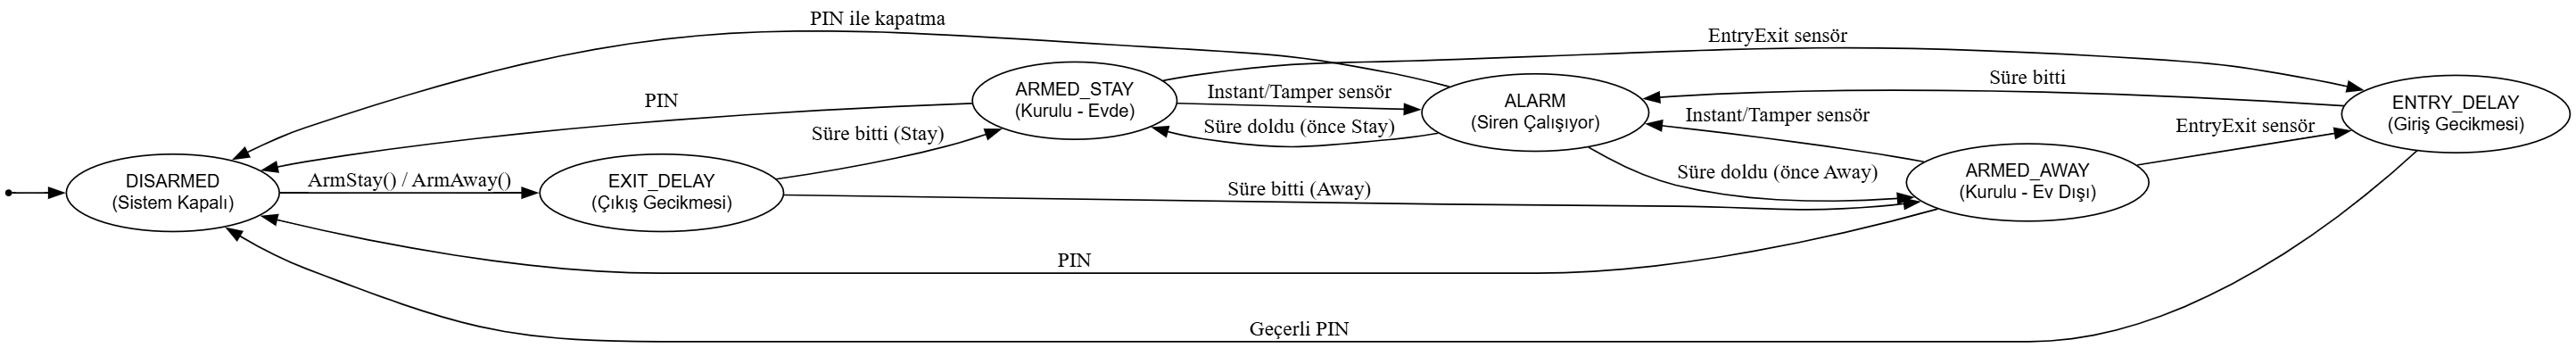 PIN ile kapatma
EntryExit sensör
ARMED_STAY
(Kurulu - Evde)
Instant/Tamper sensör
Süre doldu (önce Stay)
ALARM
(Siren Çalışıyor)
Süre bitti
ENTRY_DELAY
(Giriş Gecikmesi)
PIN
Süre bitti (Stay)
Instant/Tamper sensör
EntryExit sensör
DISARMED
(Sistem Kapalı)
ArmStay() / ArmAway()
EXIT_DELAY
(Çıkış Gecikmesi)
Süre bitti (Away)
Süre doldu (önce Away)
ARMED_AWAY
(Kurulu - Ev Dışı)
PIN
Geçerli PIN